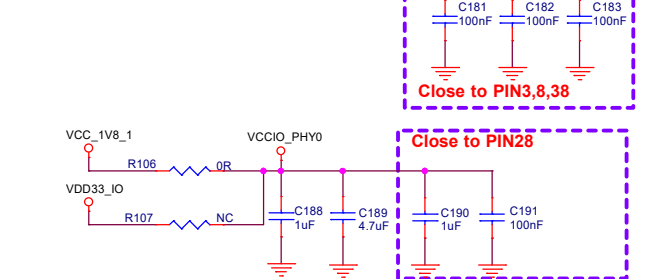 C181 C182 C183
100nF 100nF 100nF
Close to PIN3,8,38
VCC_1V8_1 VCCIO_PHY0 Close to PIN28
R106 0R
VDD33_IO
R107 NC C188 C189 C190 C191
1uF 4.7uF 1uF 100nF